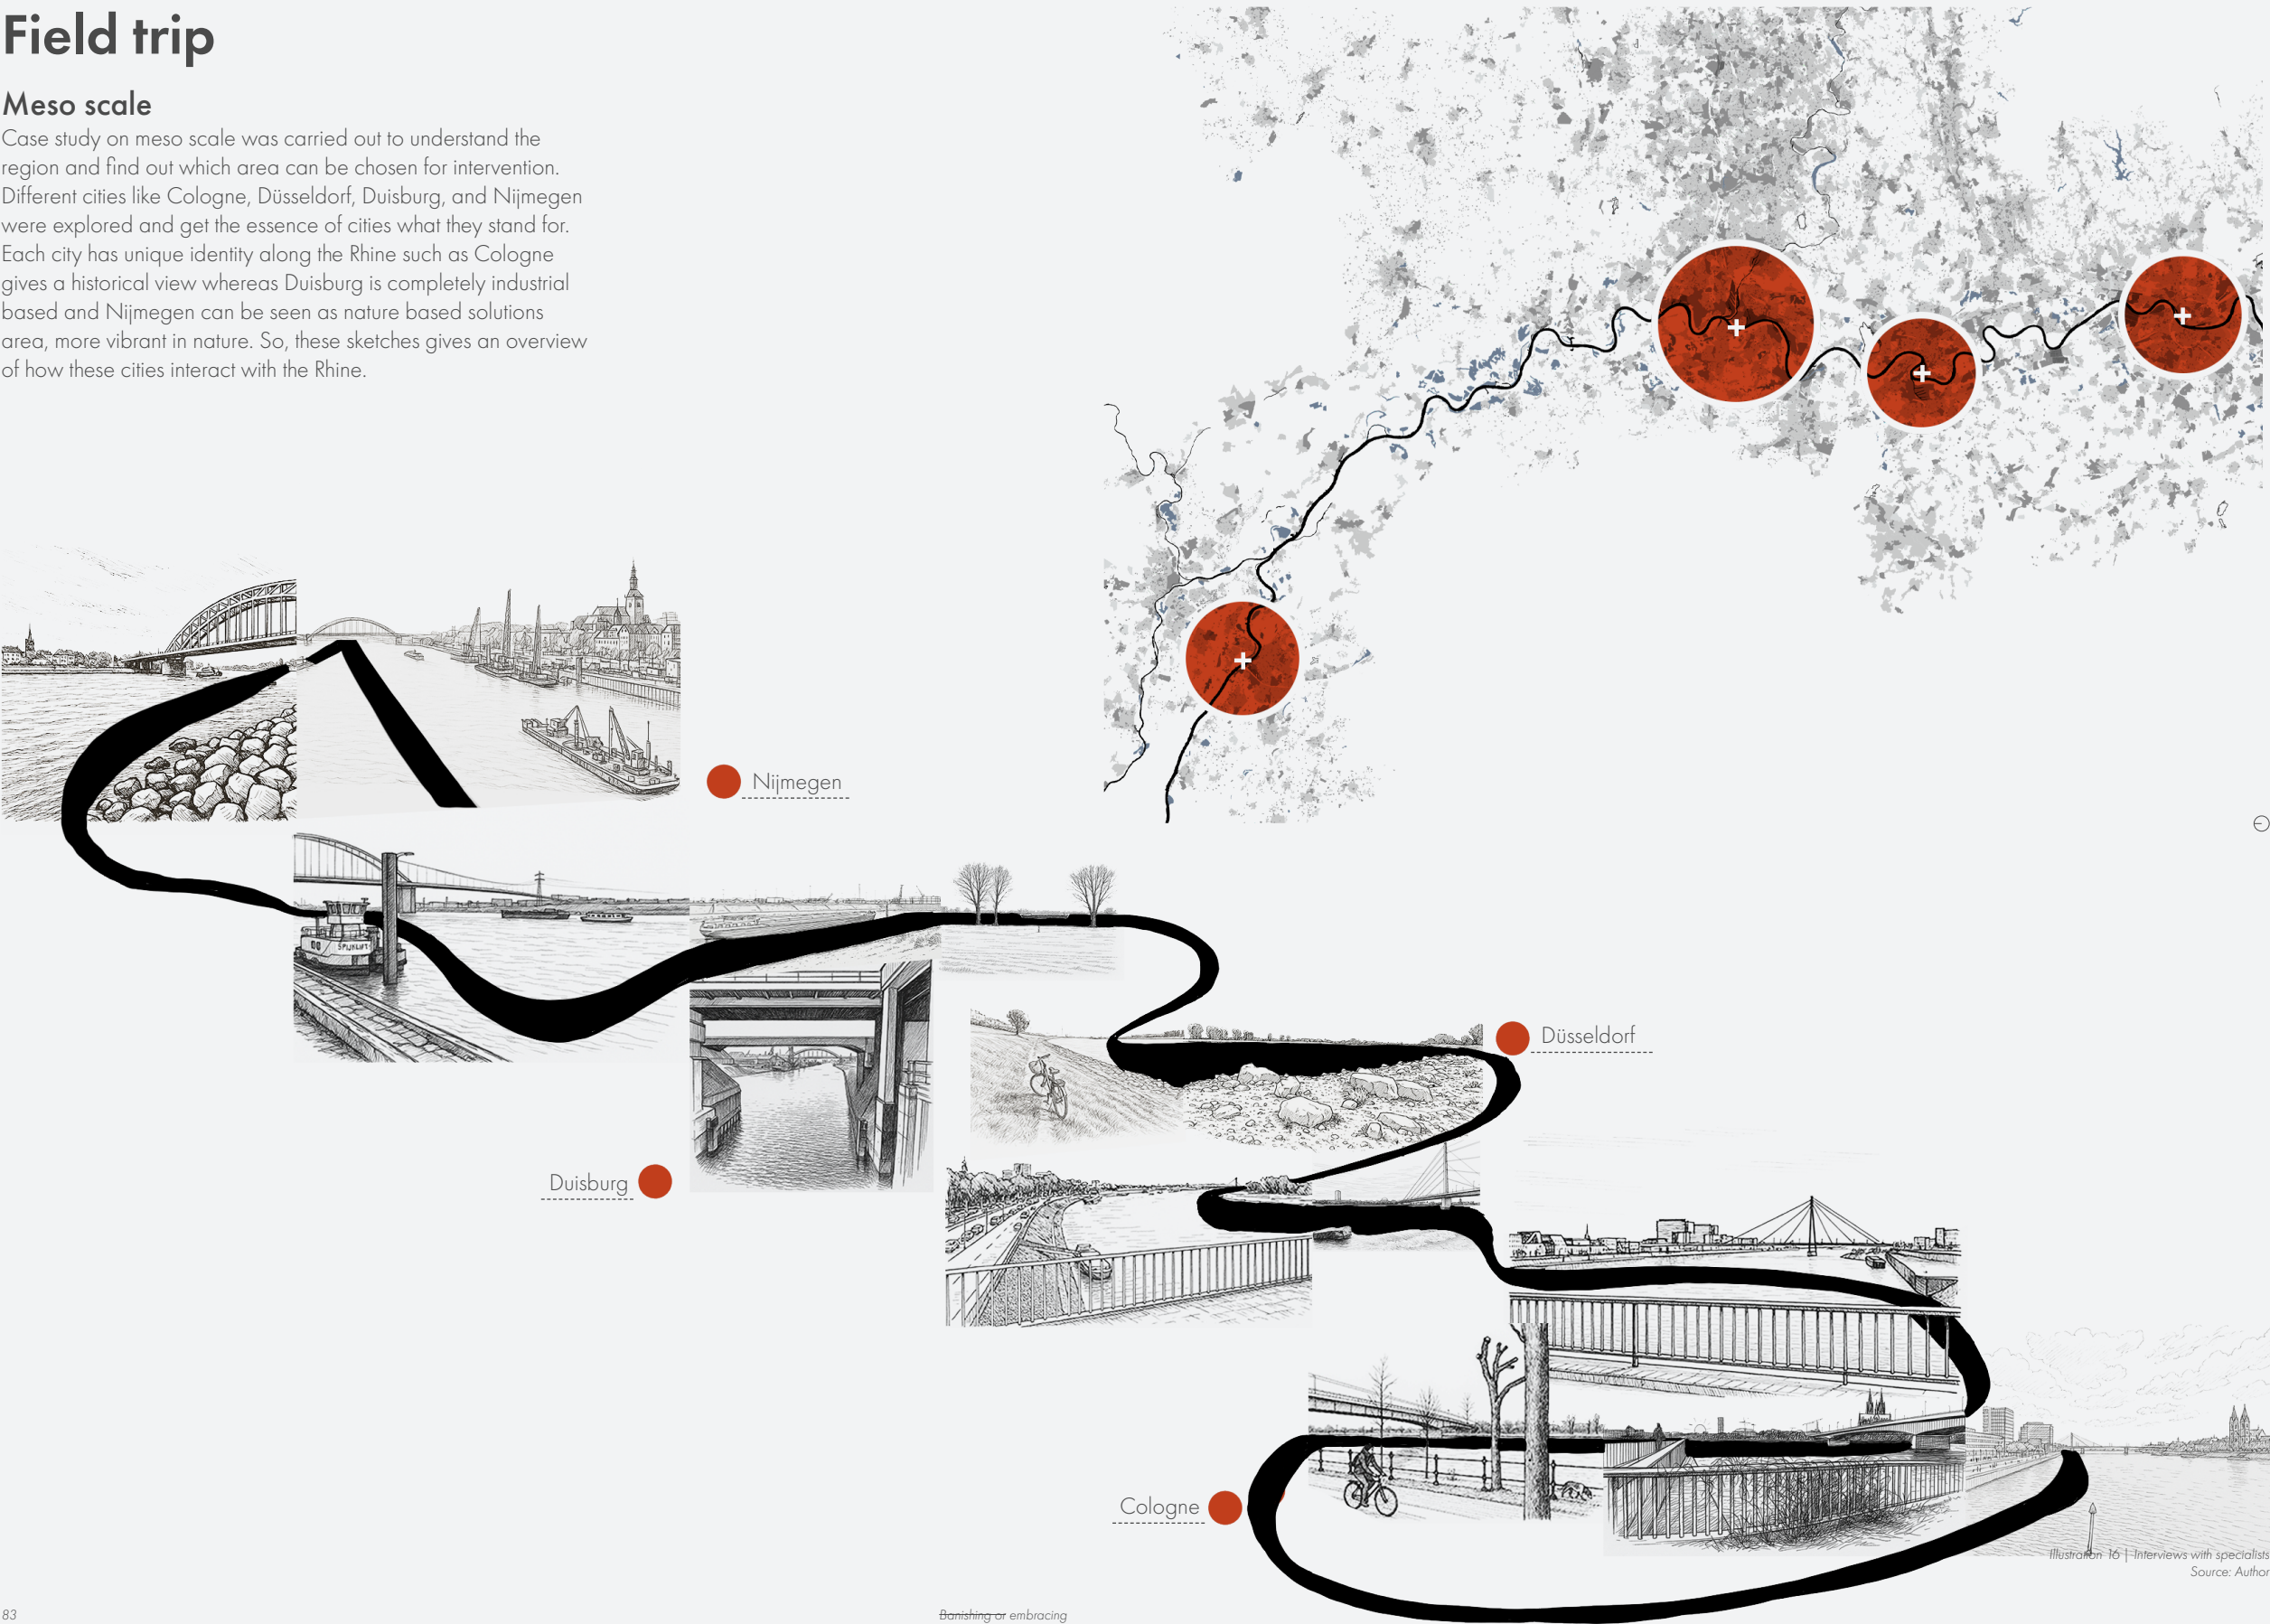 Field trip
Meso scale
Case study on meso scale was carried out to understand the
region and find out which area can be chosen for intervention.
Different cities like Cologne, Düsseldorf, Duisburg, and Nijmegen
were explored and get the essence of cities what they stand for.
Each city has unique identity along the Rhine such as Cologne
gives a historical view whereas Duisburg is completely industrial
based and Nijmegen can be seen as nature based solutions
area, more vibrant in nature. So, these sketches gives an overview
of how these cities interact with the Rhine.
Nijmegen
Düsseldorf
Duisburg
Cologne
Illustration 16 | Interviews with specialists
Source: Author
83
Banishing or embracing